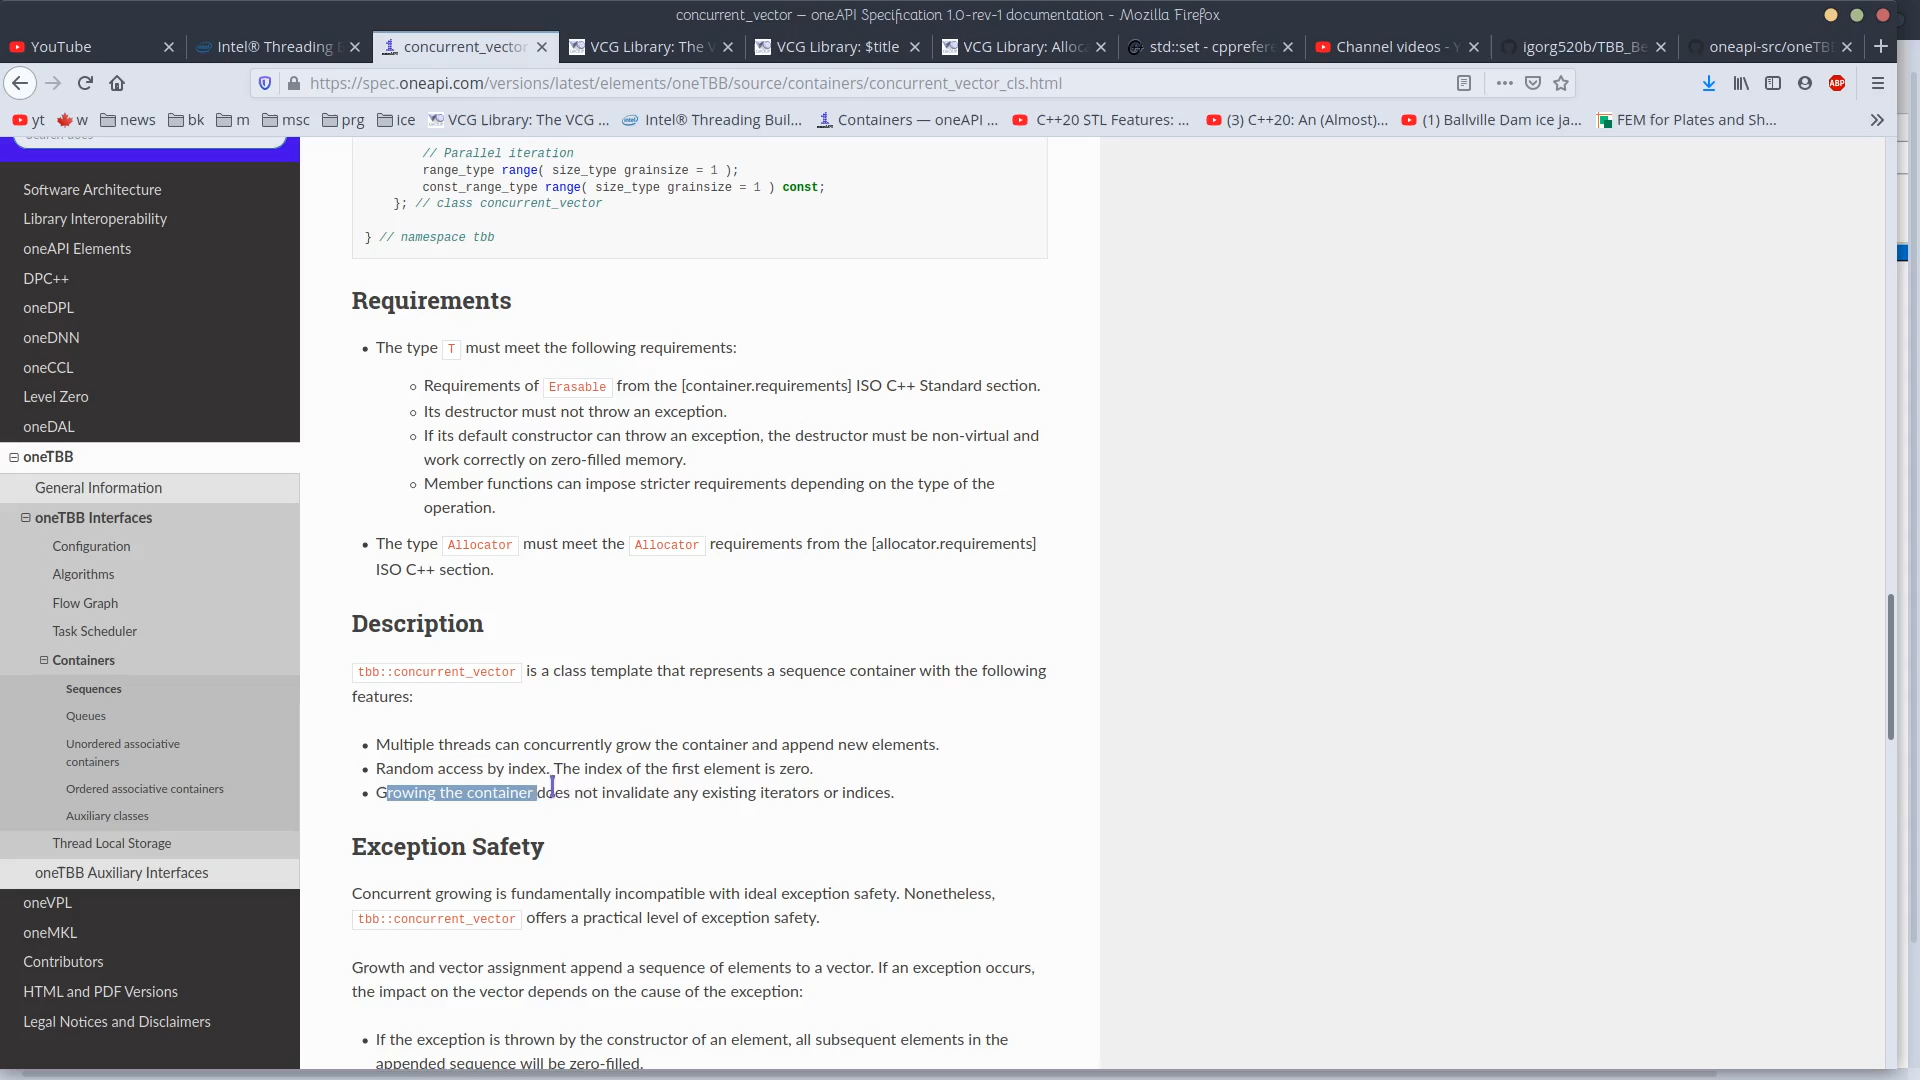 concurrent_vector — oneAPI Specification 1.0-rev-1 documentation - Mozilla Firefox
YouTube
Intel® Threading
concurrent_vector
VCG Library: The V
VCG Library: $title
VCG Library: Alloc
std::set - cpprefere
Channel videos - Y
igorg520b/TBB_Be
oneapi-src/oneTB
https://spec.oneapi.com/versions/latest/elements/oneTBB/source/containers/concurrent_vector_cls.html
ABP
yt
w
news
bk
m
msc
prg
ice
VCG Library: The VCG ...
Intel® Threading Buil...
Containers — oneAPI ...
C++20 STL Features: ...
(3) C++20: An (Almost)...
(1) Ballville Dam ice ja...
FEM for Plates and Sh...
Search docs
Software Architecture
Library Interoperability
oneAPI Elements
DPC++
oneDPL
oneDNN
oneCCL
Level Zero
oneDAL
oneTBB
General Information
oneTBB Interfaces
Configuration
Algorithms
Flow Graph
Task Scheduler
Containers
Sequences
Queues
Unordered associative
containers
Ordered associative containers
Auxiliary classes
Thread Local Storage
oneTBB Auxiliary Interfaces
oneVPL
oneMKL
Contributors
HTML and PDF Versions
Legal Notices and Disclaimers
// Parallel iteration
range_type range( size_type grainsize = 1 );
const_range_type range( size_type grainsize = 1 ) const;
}; // class concurrent_vector
} // namespace tbb
Requirements
• The type T must meet the following requirements:
◦ Requirements of Erasable from the [container.requirements] ISO C++ Standard section.
◦ Its destructor must not throw an exception.
◦ If its default constructor can throw an exception, the destructor must be non-virtual and
work correctly on zero-filled memory.
◦ Member functions can impose stricter requirements depending on the type of the
operation.
• The type Allocator must meet the Allocator requirements from the [allocator.requirements]
ISO C++ section.
Description
tbb::concurrent_vector is a class template that represents a sequence container with the following
features:
• Multiple threads can concurrently grow the container and append new elements.
• Random access by index. The index of the first element is zero.
• Growing the container does not invalidate any existing iterators or indices.
Exception Safety
Concurrent growing is fundamentally incompatible with ideal exception safety. Nonetheless,
tbb::concurrent_vector offers a practical level of exception safety.
Growth and vector assignment append a sequence of elements to a vector. If an exception occurs,
the impact on the vector depends on the cause of the exception:
• If the exception is thrown by the constructor of an element, all subsequent elements in the
appended sequence will be zero-filled.